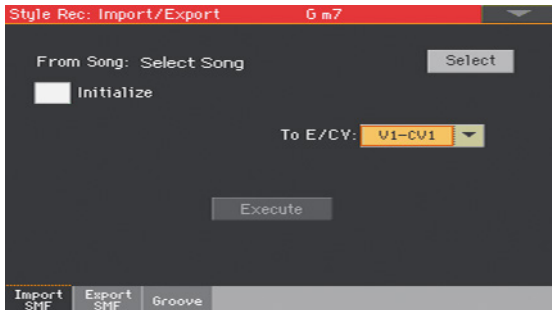 Style Rec: Import/Export G m7
From Song: Select Song Select
Initialize
To E/CV: V1-CV1
Execute
Import SMF Export SMF Groove